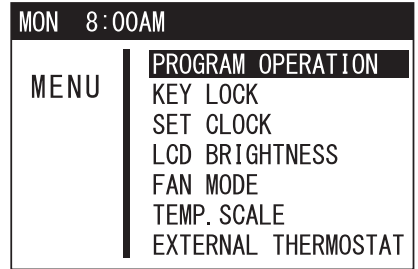 MON 8:00AM
MENU
PROGRAM OPERATION
KEY LOCK
SET CLOCK
LCD BRIGHTNESS
FAN MODE
TEMP. SCALE
EXTERNAL THERMOSTAT